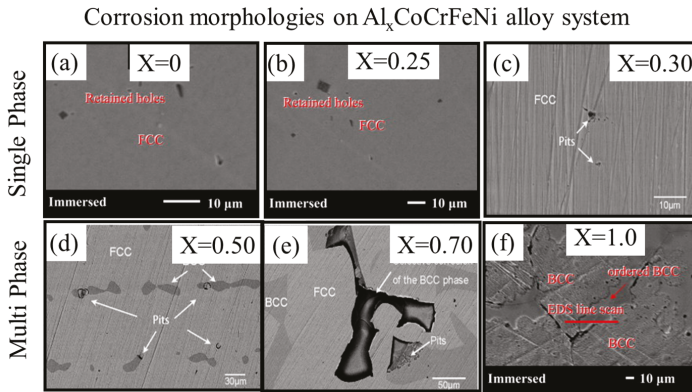 Corrosion morphologies on AlxCoCrFeNi alloy system
Single Phase
(a)
X=0
Retained holes
FCC
Immersed
10 μm
(b)
X=0.25
Retained holes
FCC
Immersed
10 μm
(c)
X=0.30
FCC
Pits
10μm
Multi Phase
(d)
X=0.50
FCC
Pits
30μm
(e)
X=0.70
of the BCC phase
FCC
BCC
Pits
50μm
(f)
X=1.0
BCC
ordered BCC
EDS line scan
BCC
Immersed
10 μm